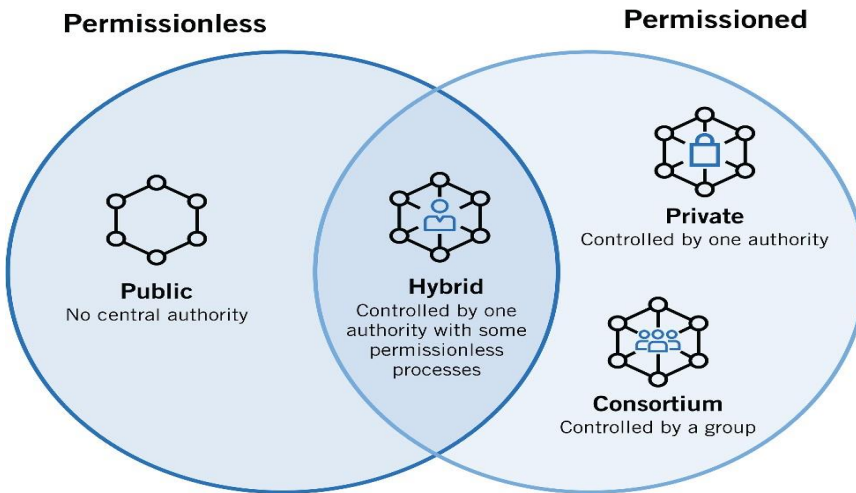 Permissionless
Permissioned
Public
No central authority
Hybrid
Controlled by one
authority with some
permissionless
processes
Private
Controlled by one authority
Consortium
Controlled by a group